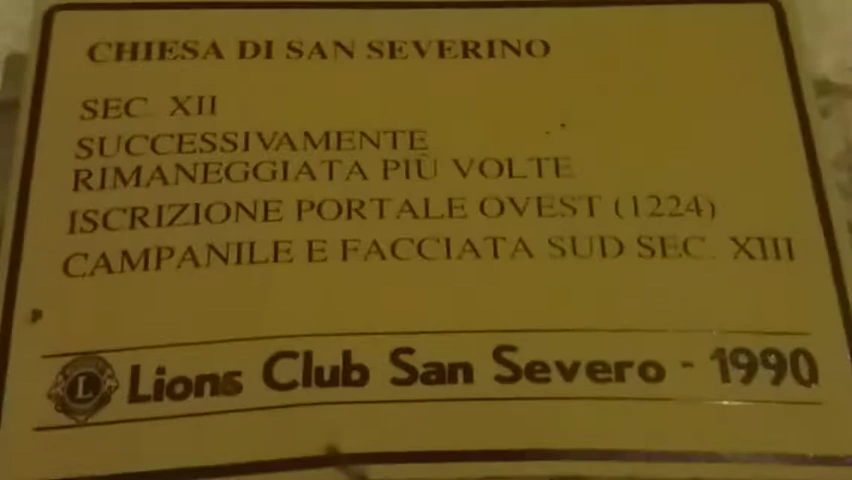 CHIESA DI SAN SEVERINO
SEC. XII
SUCCESSIVAMENTE
RIMANEGGIATA PIÙ VOLTE
ISCRIZIONE PORTALE OVEST (1224)
CAMPANILE E FACCIATA SUD SEC. XIII
L Lions Club San Severo - 1990